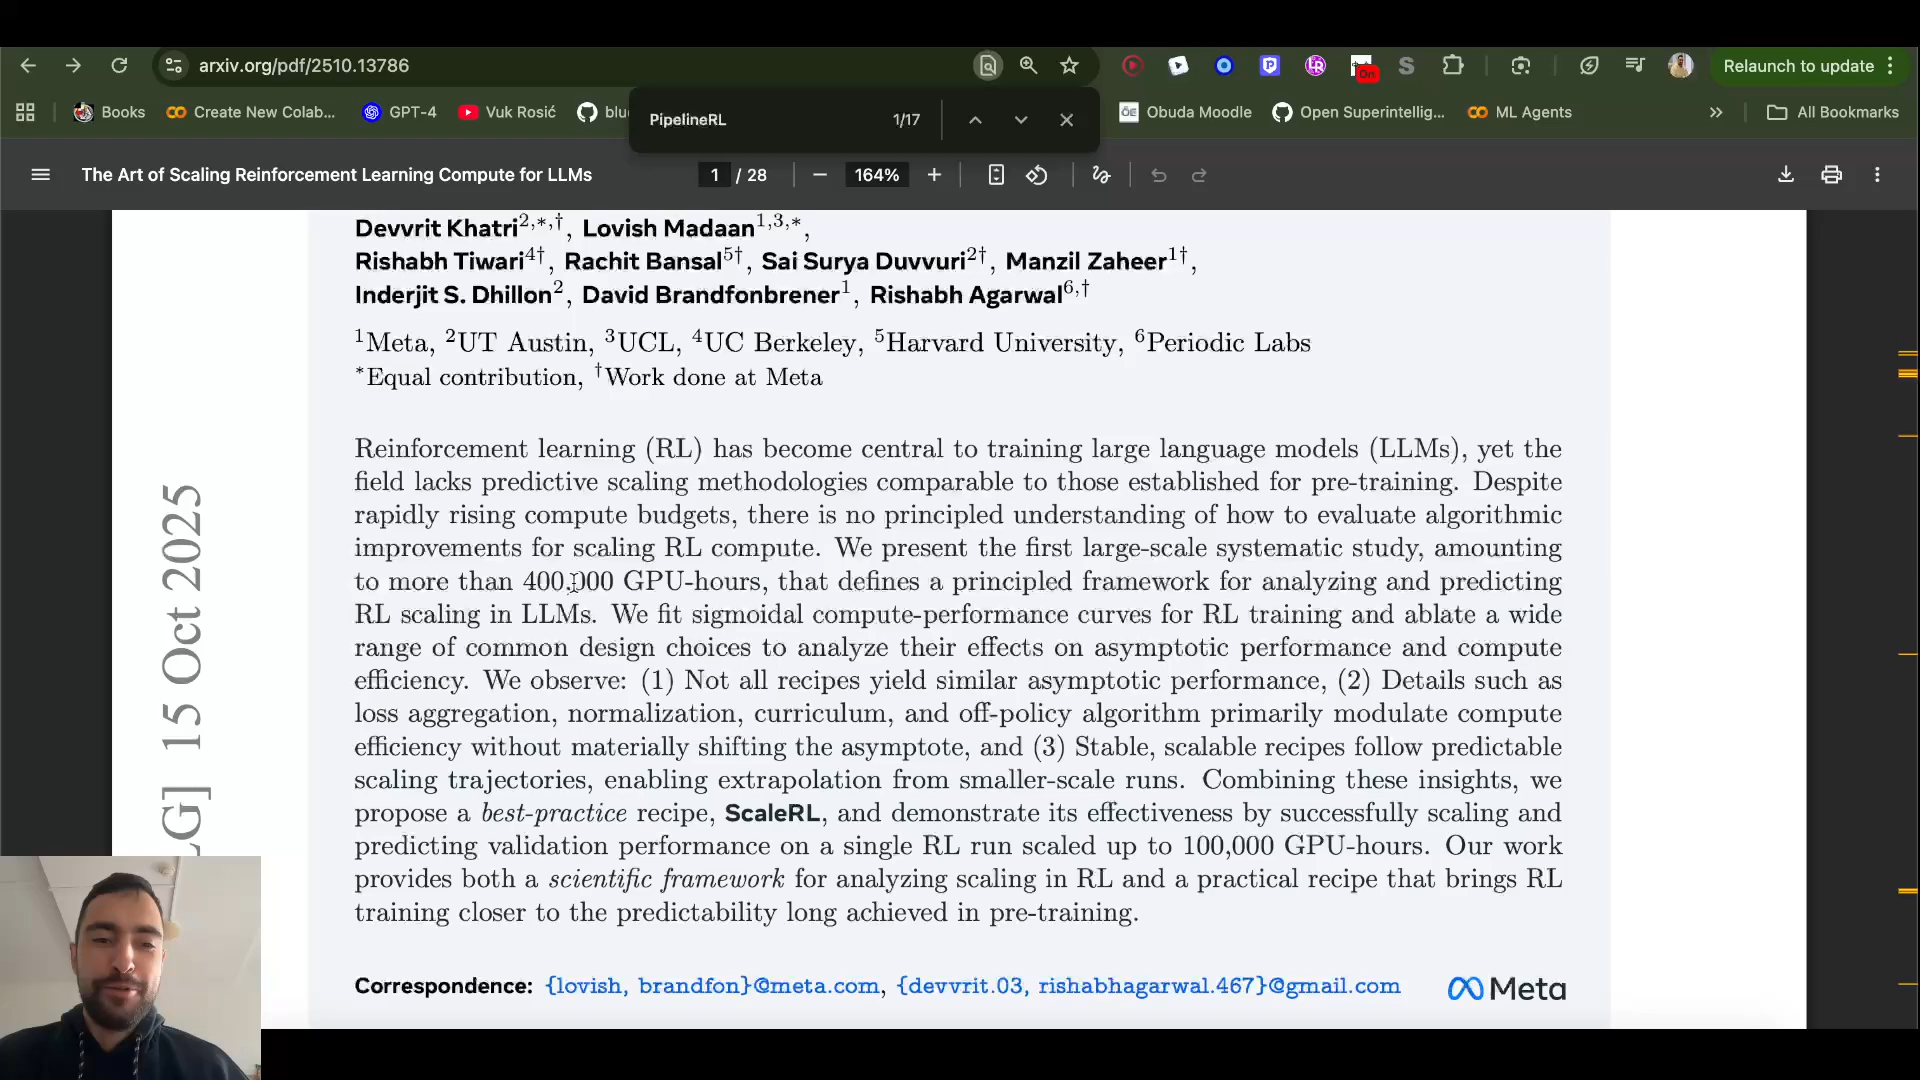 arxiv.org/pdf/2510.13786
Relaunch to update
Books
Create New Colab...
GPT-4
Vuk Rosić
blu
PipelineRL
1/17
Obuda Moodle
Open Superintellig...
ML Agents
All Bookmarks
On
The Art of Scaling Reinforcement Learning Compute for LLMs
1 / 28
164%
Devvrit Khatri2,*,†, Lovish Madaan1,3,*,
Rishabh Tiwari4†, Rachit Bansal5†, Sai Surya Duvvuri2†, Manzil Zaheer1†,
Inderjit S. Dhillon2, David Brandfonbrener1, Rishabh Agarwal6,†
1Meta, 2UT Austin, 3UCL, 4UC Berkeley, 5Harvard University, 6Periodic Labs
*Equal contribution, †Work done at Meta
Reinforcement learning (RL) has become central to training large language models (LLMs), yet the
field lacks predictive scaling methodologies comparable to those established for pre-training. Despite
rapidly rising compute budgets, there is no principled understanding of how to evaluate algorithmic
improvements for scaling RL compute. We present the first large-scale systematic study, amounting
to more than 400,000 GPU-hours, that defines a principled framework for analyzing and predicting
RL scaling in LLMs. We fit sigmoidal compute-performance curves for RL training and ablate a wide
range of common design choices to analyze their effects on asymptotic performance and compute
efficiency. We observe: (1) Not all recipes yield similar asymptotic performance, (2) Details such as
loss aggregation, normalization, curriculum, and off-policy algorithm primarily modulate compute
efficiency without materially shifting the asymptote, and (3) Stable, scalable recipes follow predictable
scaling trajectories, enabling extrapolation from smaller-scale runs. Combining these insights, we
propose a best-practice recipe, ScaleRL, and demonstrate its effectiveness by successfully scaling and
predicting validation performance on a single RL run scaled up to 100,000 GPU-hours. Our work
provides both a scientific framework for analyzing scaling in RL and a practical recipe that brings RL
training closer to the predictability long achieved in pre-training.
Correspondence: {lovish, brandfon}@meta.com, {devvrit.03, rishabhagarwal.467}@gmail.com
Meta
LG] 15 Oct 2025